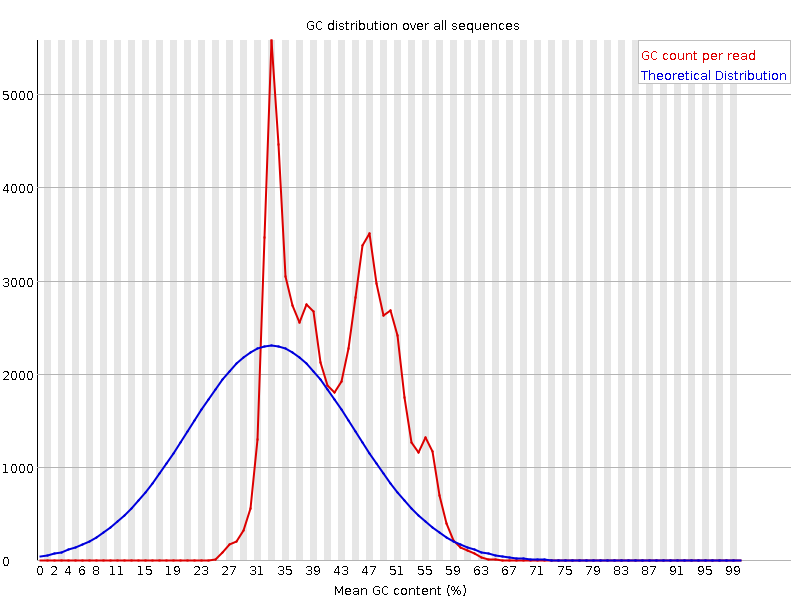 GC distribution over all sequences
GC count per read
Theoretical Distribution
5000
4000
3000
2000
1000
0
0 2 4 6 8 11 15 19 23 27 31 35 39 43 47 51 55 59 63 67 71 75 79 83 87 91 95 99
Mean GC content (%)